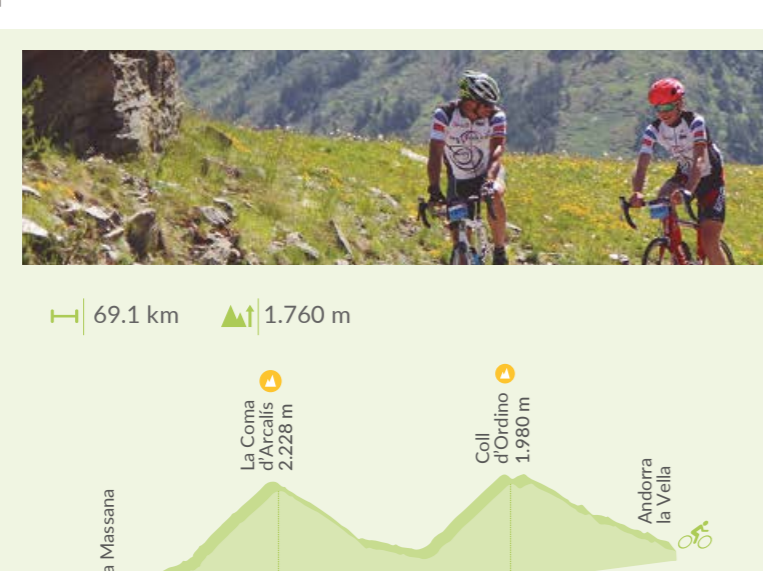 69.1 km
1.760 m
La Coma
d'Arcalís
2.228 m
Coll
d'Ordino
1.980 m
Andorra
la Vella
a Massana